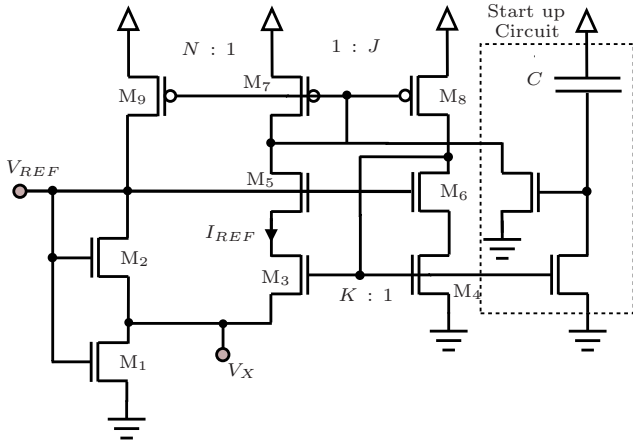 Start up
Circuit
N : 1
1 : J
C
M9
M7
M8
VREF
M5
M6
IREF
M2
M3
K : 1
M4
M1
VX